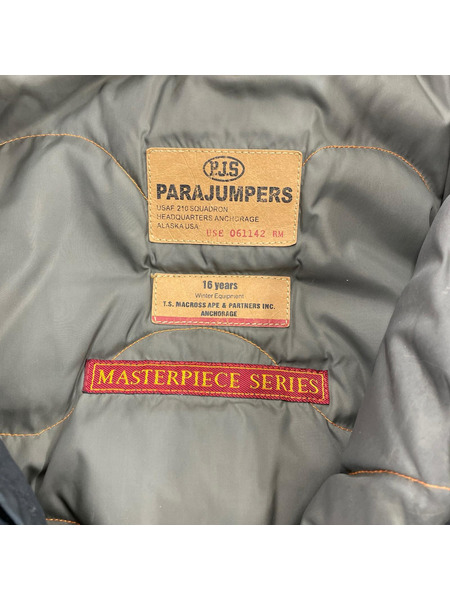 P.J.S
PARAJUMPERS
USAF 210 SQUADRON
HEADQUARTERS ANCHORAGE
ALASKA USA USE 061142 RM
16 years
Winter Equipment
T.S. MACROSS APE & PARTNERS INC.
ANCHORAGE
MASTERPIECE SERIES